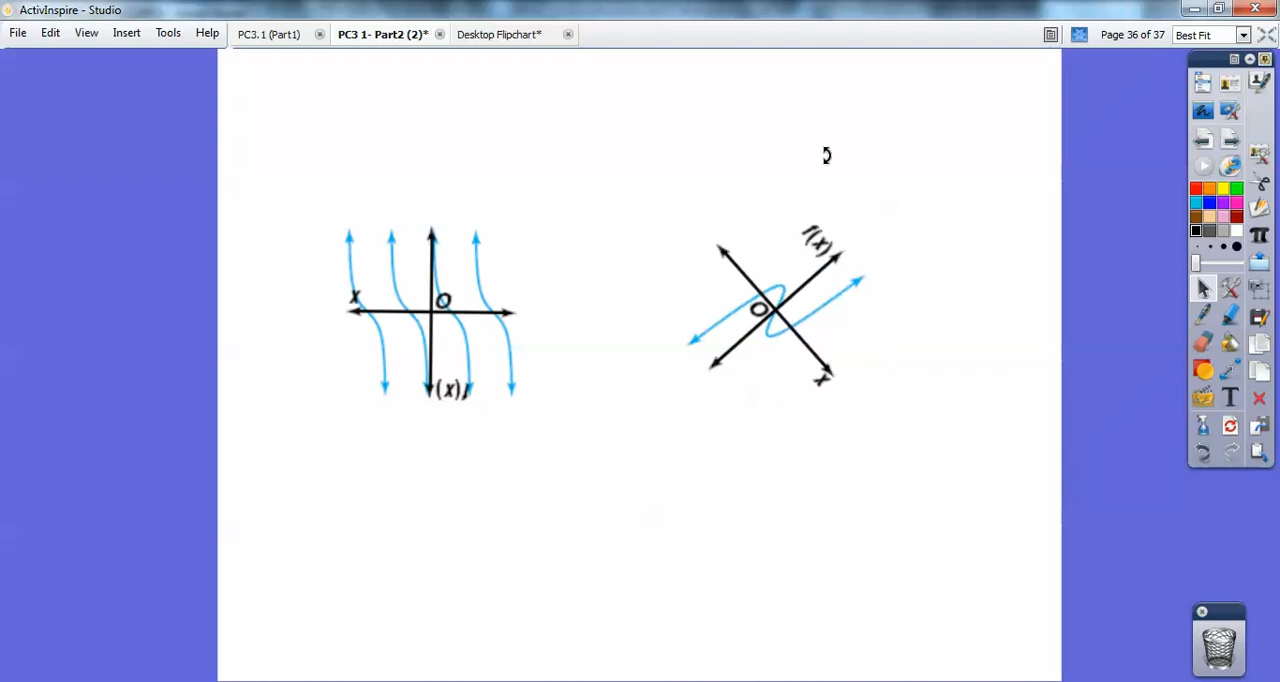 ActivInspire - Studio
File Edit View Insert Tools Help PC3.1 (Part1) PC3 1- Part2 (2)* Desktop Flipchart* Page 36 of 37 Best Fit
f(x)
x O
O
x
(x)f
T